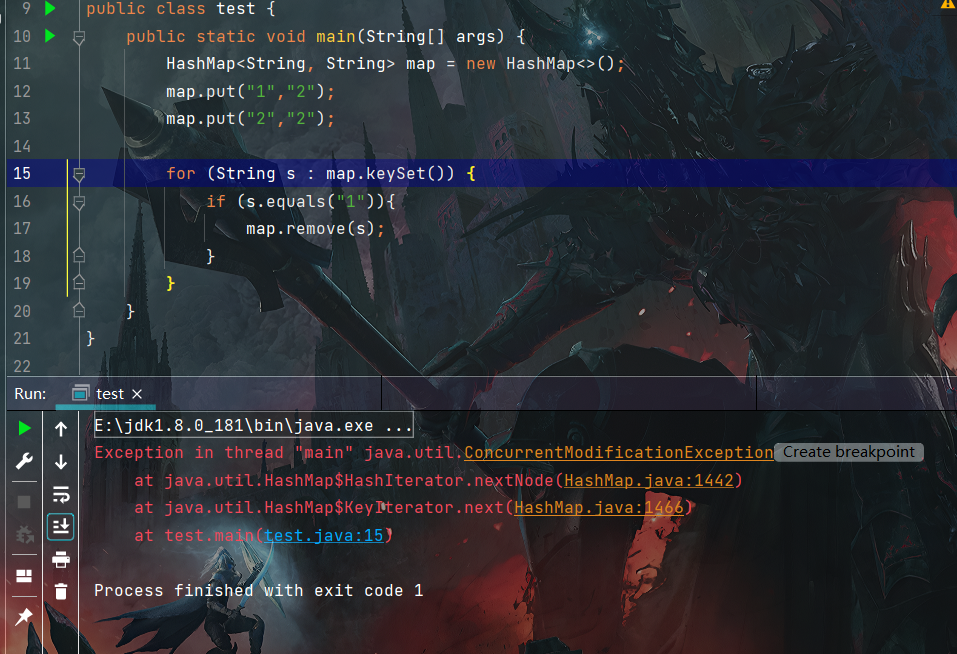 9 public class test {
10 public static void main(String[] args) {
11 HashMap<String, String> map = new HashMap<>();
12 map.put("1","2");
13 map.put("2","2");
14
15 for (String s : map.keySet()) {
16 if (s.equals("1")){
17 map.remove(s);
18 }
19 }
20 }
21 }
22
Run: test ×
E:\jdk1.8.0_181\bin\java.exe ...
Exception in thread "main" java.util.ConcurrentModificationException Create breakpoint
at java.util.HashMap$HashIterator.nextNode(HashMap.java:1442)
at java.util.HashMap$KeyIterator.next(HashMap.java:1466)
at test.main(test.java:15)
Process finished with exit code 1